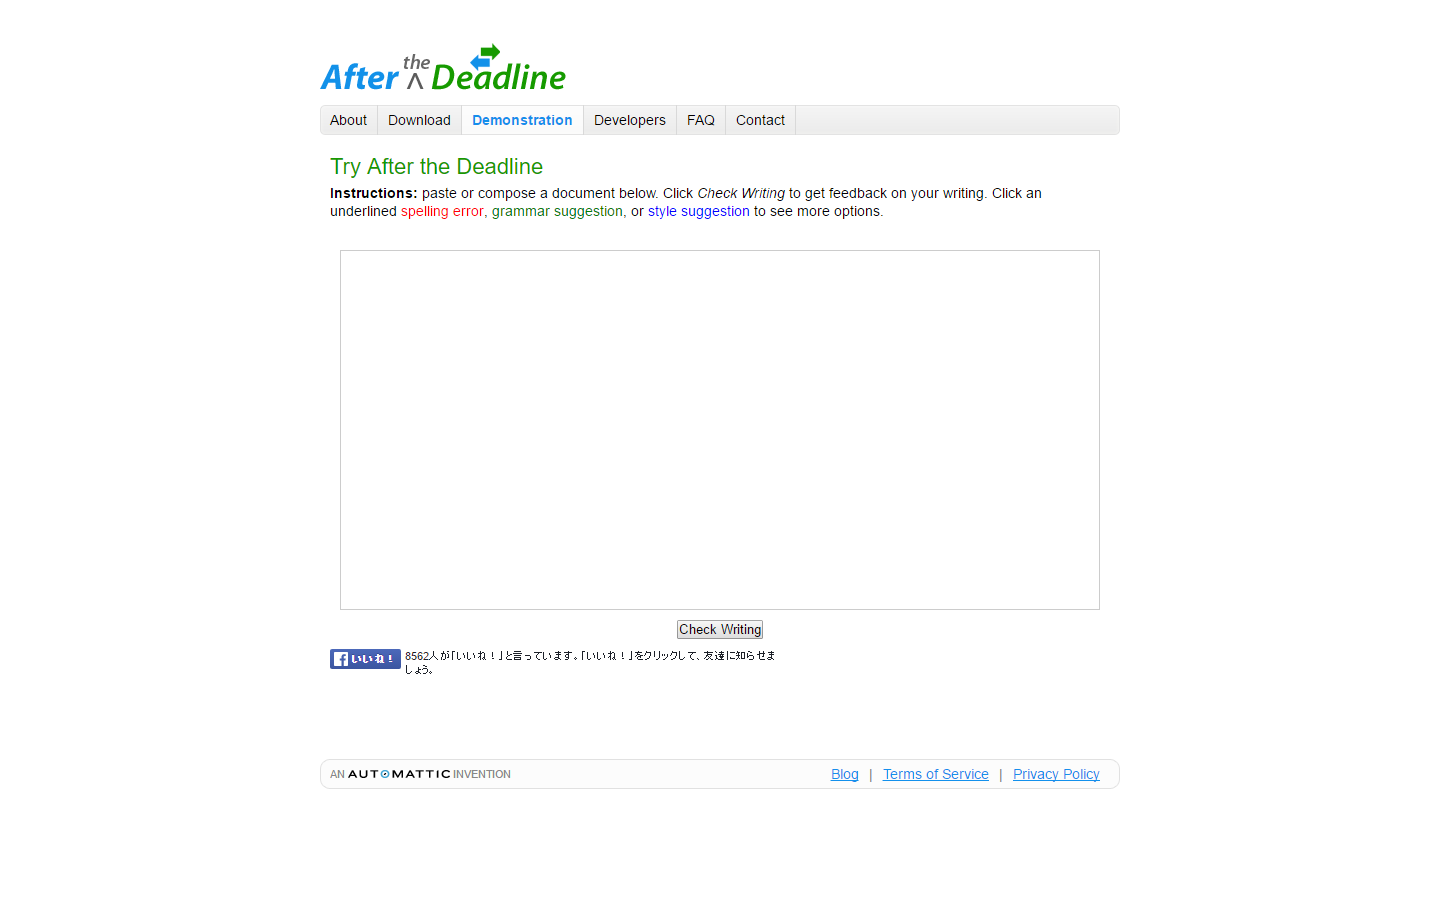 After the Deadline
About Download Demonstration Developers FAQ Contact
Try After the Deadline
Instructions: paste or compose a document below. Click Check Writing to get feedback on your writing. Click an
underlined spelling error, grammar suggestion, or style suggestion to see more options.
Check Writing
いいね！ 8562人が「いいね！」と言っています。「いいね！」をクリックして、友達に知らせま
しょう。
AN AUTOMATTIC INVENTION Blog | Terms of Service | Privacy Policy